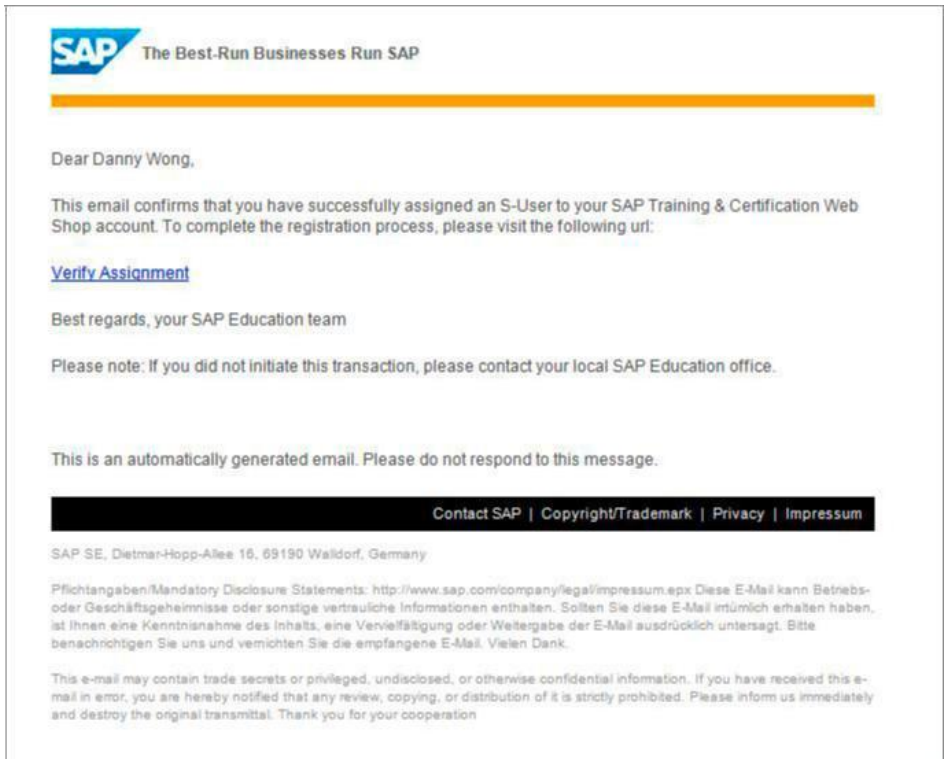 SAP The Best-Run Businesses Run SAP
Dear Danny Wong,
This email confirms that you have successfully assigned an S-User to your SAP Training & Certification Web
Shop account. To complete the registration process, please visit the following url:
Verify Assignment
Best regards, your SAP Education team
Please note: If you did not initiate this transaction, please contact your local SAP Education office.
This is an automatically generated email. Please do not respond to this message.
Contact SAP | Copyright/Trademark | Privacy | Impressum
SAP SE, Dietmar-Hopp-Allee 16, 69190 Walldorf, Germany
Pflichtangaben/Mandatory Disclosure Statements: http://www.sap.com/company/legal/impressum.epx Diese E-Mail kann Betriebs-
oder Geschäftsgeheimnisse oder sonstige vertrauliche Informationen enthalten. Sollten Sie diese E-Mail irrtümlich erhalten haben,
ist Ihnen eine Kenntnisnahme des Inhalts, eine Vervielfältigung oder Weitergabe der E-Mail ausdrücklich untersagt. Bitte
benachrichtigen Sie uns und vernichten Sie die empfangene E-Mail. Vielen Dank.
This e-mail may contain trade secrets or privileged, undisclosed, or otherwise confidential information. If you have received this e-
mail in error, you are hereby notified that any review, copying, or distribution of it is strictly prohibited. Please inform us immediately
and destroy the original transmittal. Thank you for your cooperation